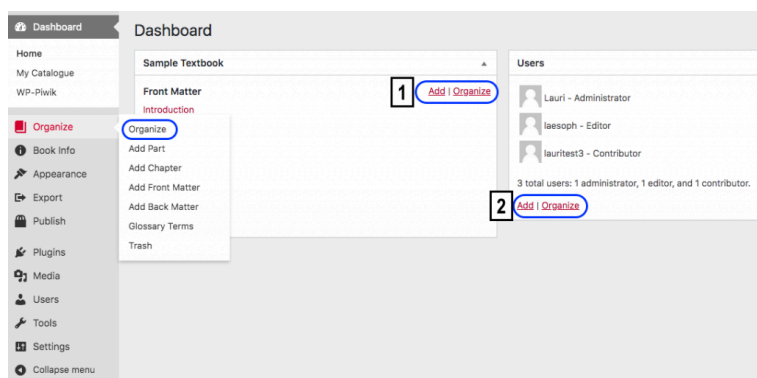 Dashboard
Home
My Catalogue
WP-Piwik
Organize
Book Info
Appearance
Export
Publish
Plugins
Media
Users
Tools
Settings
Collapse menu
Organize
Add Part
Add Chapter
Add Front Matter
Add Back Matter
Glossary Terms
Trash
Dashboard
Sample Textbook
Front Matter
1
Add | Organize
Introduction
Users
Lauri - Administrator
laesoph - Editor
lauritest3 - Contributor
3 total users: 1 administrator, 1 editor, and 1 contributor.
2
Add | Organize